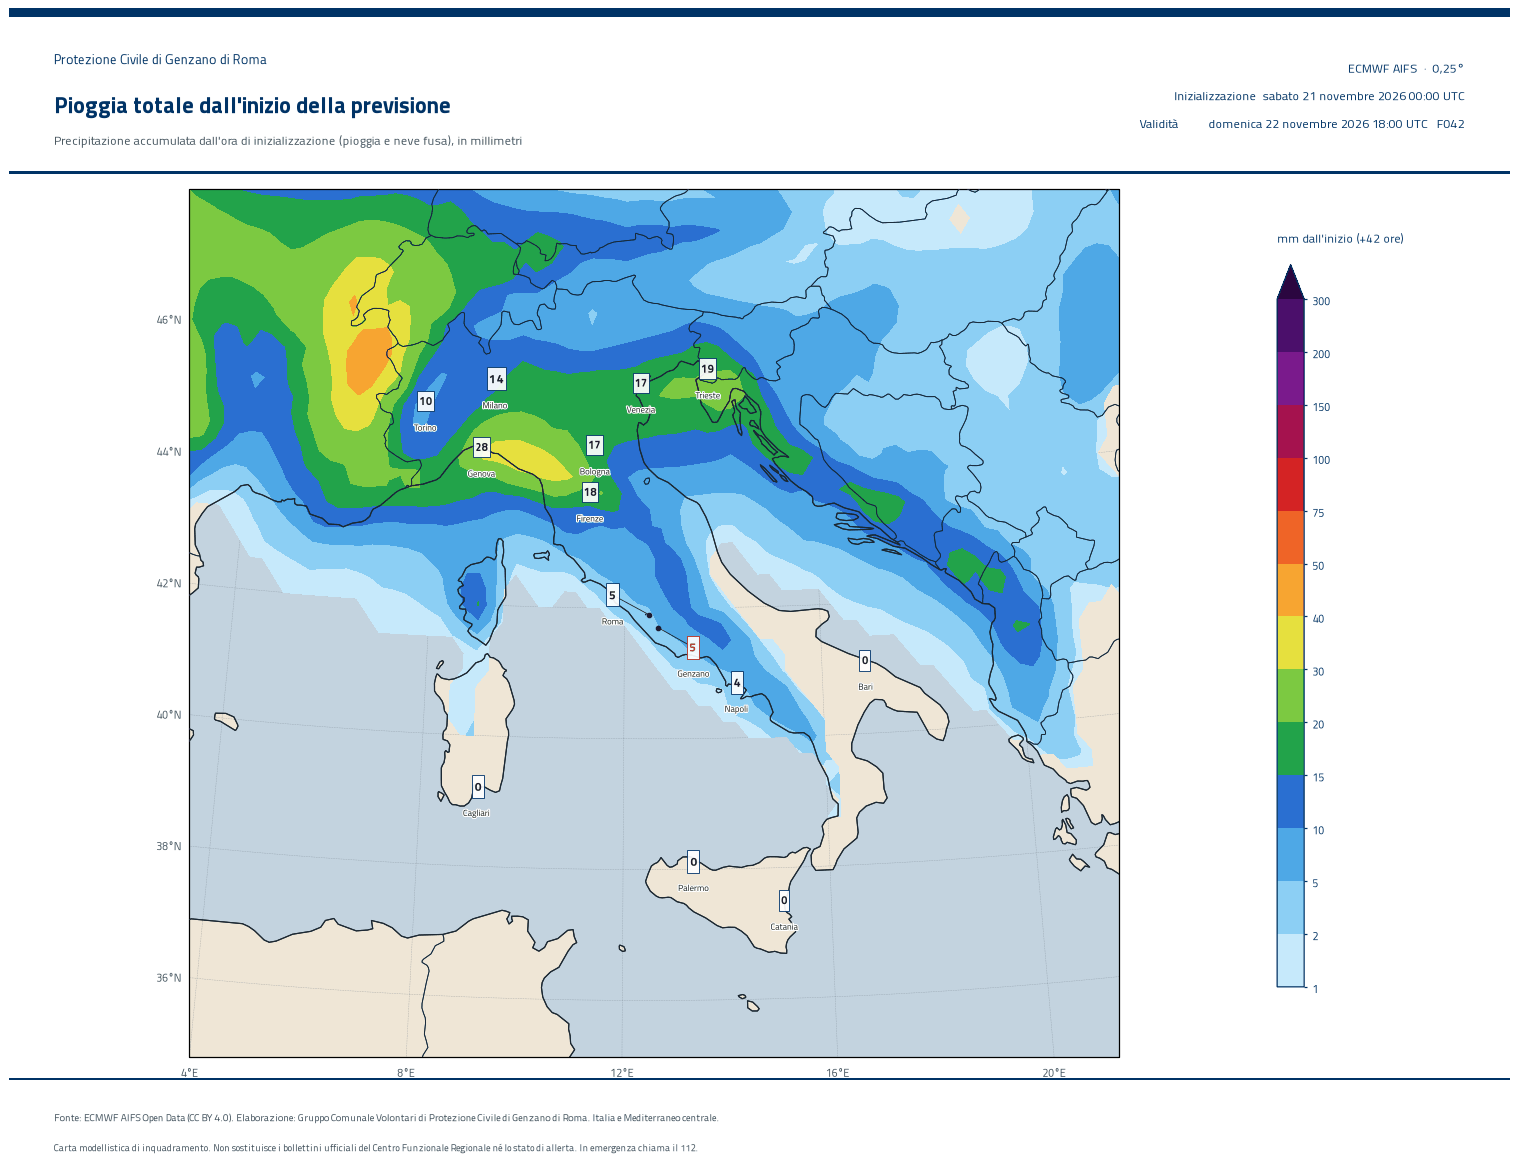 Protezione Civile di Genzano di Roma
Pioggia totale dall'inizio della previsione
Precipitazione accumulata dall'ora di inizializzazione (pioggia e neve fusa), in millimetri
ECMWF AIFS · 0,25°
Inizializzazione sabato 21 novembre 2026 00:00 UTC
Validità domenica 22 novembre 2026 18:00 UTC F042
mm dall'inizio (+42 ore)
300
200
150
100
75
50
40
30
20
15
10
5
2
1
46°N
44°N
42°N
40°N
38°N
36°N
4°E
8°E
12°E
16°E
20°E
19
Trieste
17
Venezia
14
Milano
10
Torino
28
Genova
17
Bologna
18
Firenze
5
Roma
5
Genzano
4
Napoli
0
Bari
0
Cagliari
0
Palermo
0
Catania
Fonte: ECMWF AIFS Open Data (CC BY 4.0). Elaborazione: Gruppo Comunale Volontari di Protezione Civile di Genzano di Roma. Italia e Mediterraneo centrale.
Carta modellistica di inquadramento. Non sostituisce i bollettini ufficiali del Centro Funzionale Regionale né lo stato di allerta. In emergenza chiama il 112.